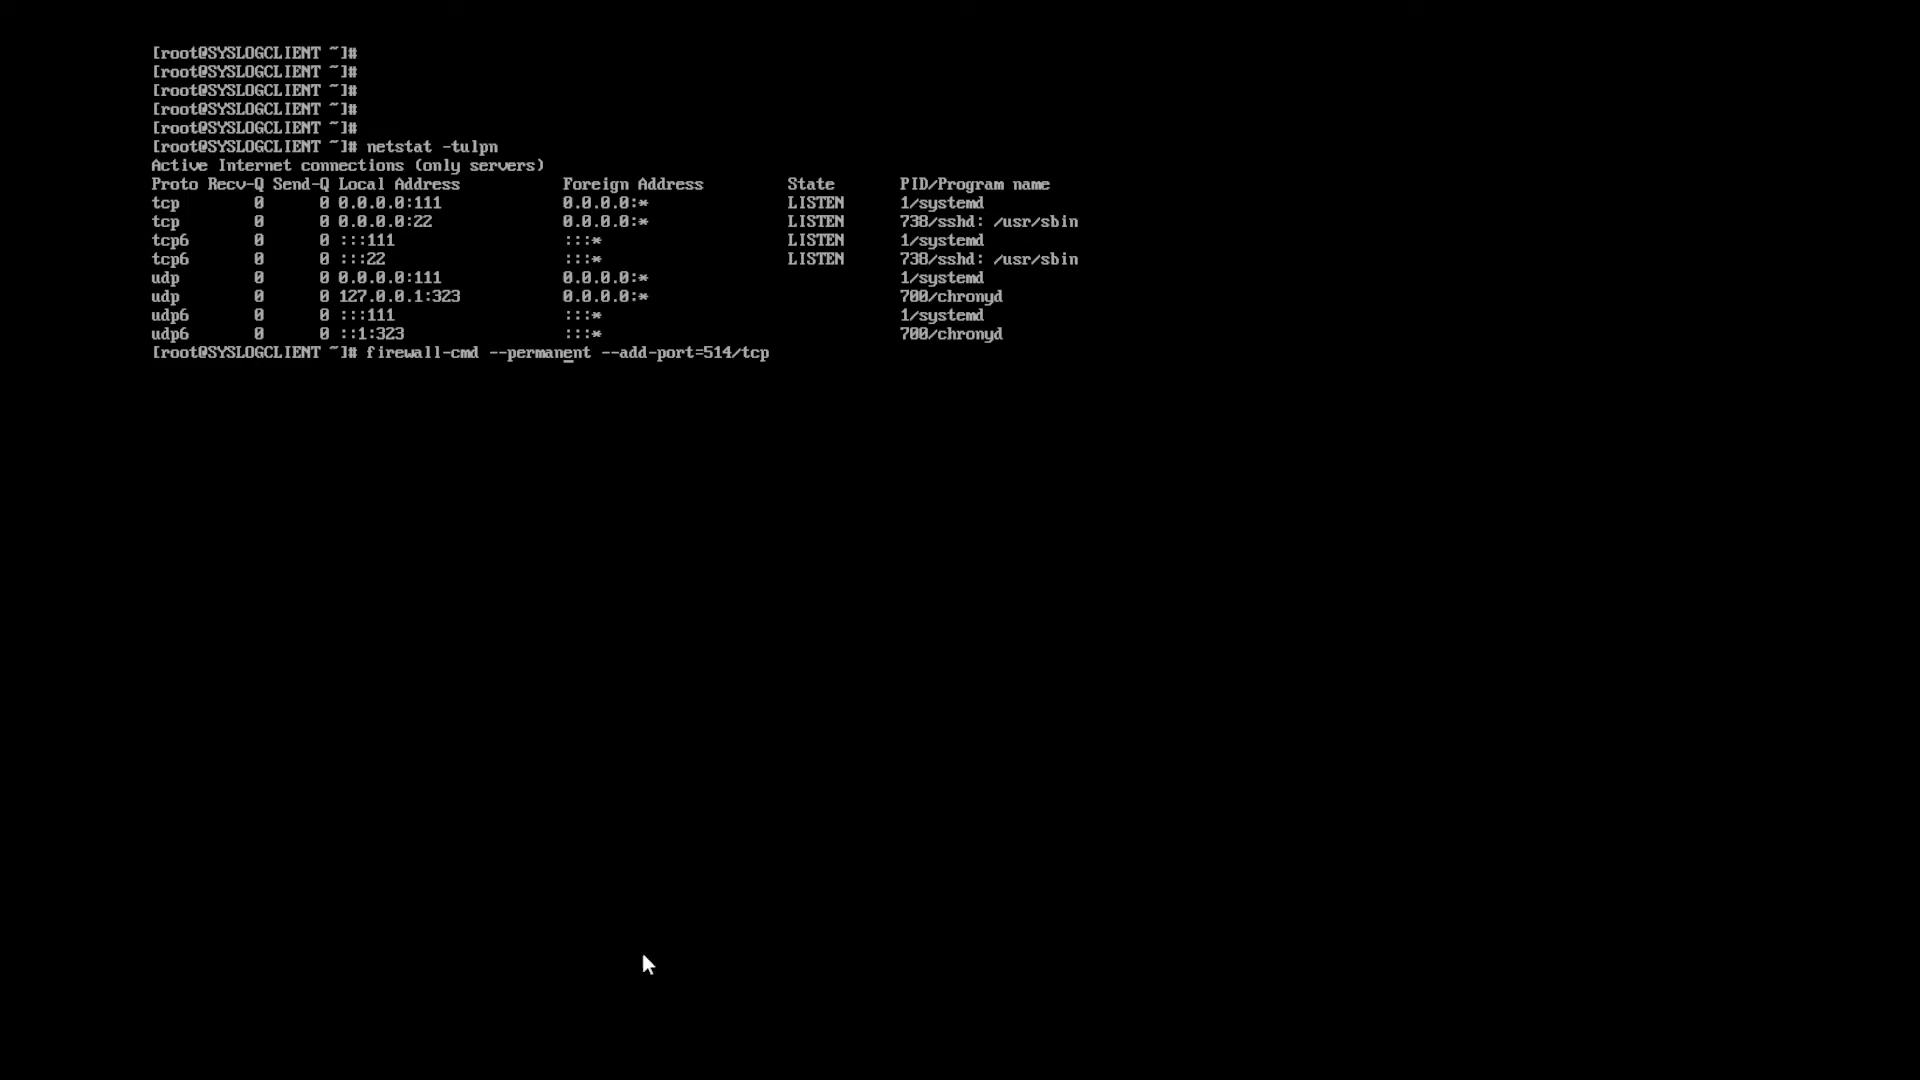 [root@SYSLOGCLIENT ~]#
[root@SYSLOGCLIENT ~]#
[root@SYSLOGCLIENT ~]#
[root@SYSLOGCLIENT ~]#
[root@SYSLOGCLIENT ~]#
[root@SYSLOGCLIENT ~]# netstat -tulpn
Active Internet connections (only servers)
Proto Recv-Q Send-Q Local Address           Foreign Address         State       PID/Program name
tcp        0      0 0.0.0.0:111             0.0.0.0:*               LISTEN      1/systemd
tcp        0      0 0.0.0.0:22              0.0.0.0:*               LISTEN      738/sshd: /usr/sbin
tcp6       0      0 :::111                  :::*                    LISTEN      1/systemd
tcp6       0      0 :::22                   :::*                    LISTEN      738/sshd: /usr/sbin
udp        0      0 0.0.0.0:111             0.0.0.0:*                           1/systemd
udp        0      0 127.0.0.1:323           0.0.0.0:*                           700/chronyd
udp6       0      0 :::111                  :::*                                1/systemd
udp6       0      0 ::1:323                 :::*                                700/chronyd
[root@SYSLOGCLIENT ~]# firewall-cmd --permanent --add-port=514/tcp